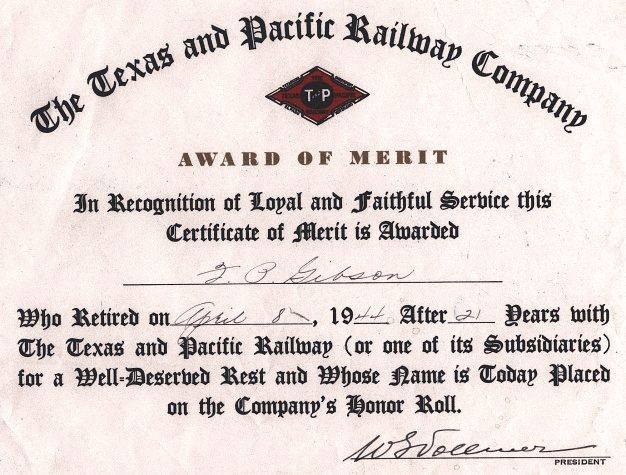 The Texas and Pacific Railway Company
T P
AWARD OF MERIT
In Recognition of Loyal and Faithful Service this
Certificate of Merit is Awarded
Gibson
Who Retired on April 8, 1944 After 21 Years with
The Texas and Pacific Railway (or one of its Subsidiaries)
for a Well-Deserved Rest and Whose Name is Today Placed
on the Company's Honor Roll.
W G Vollmer
PRESIDENT